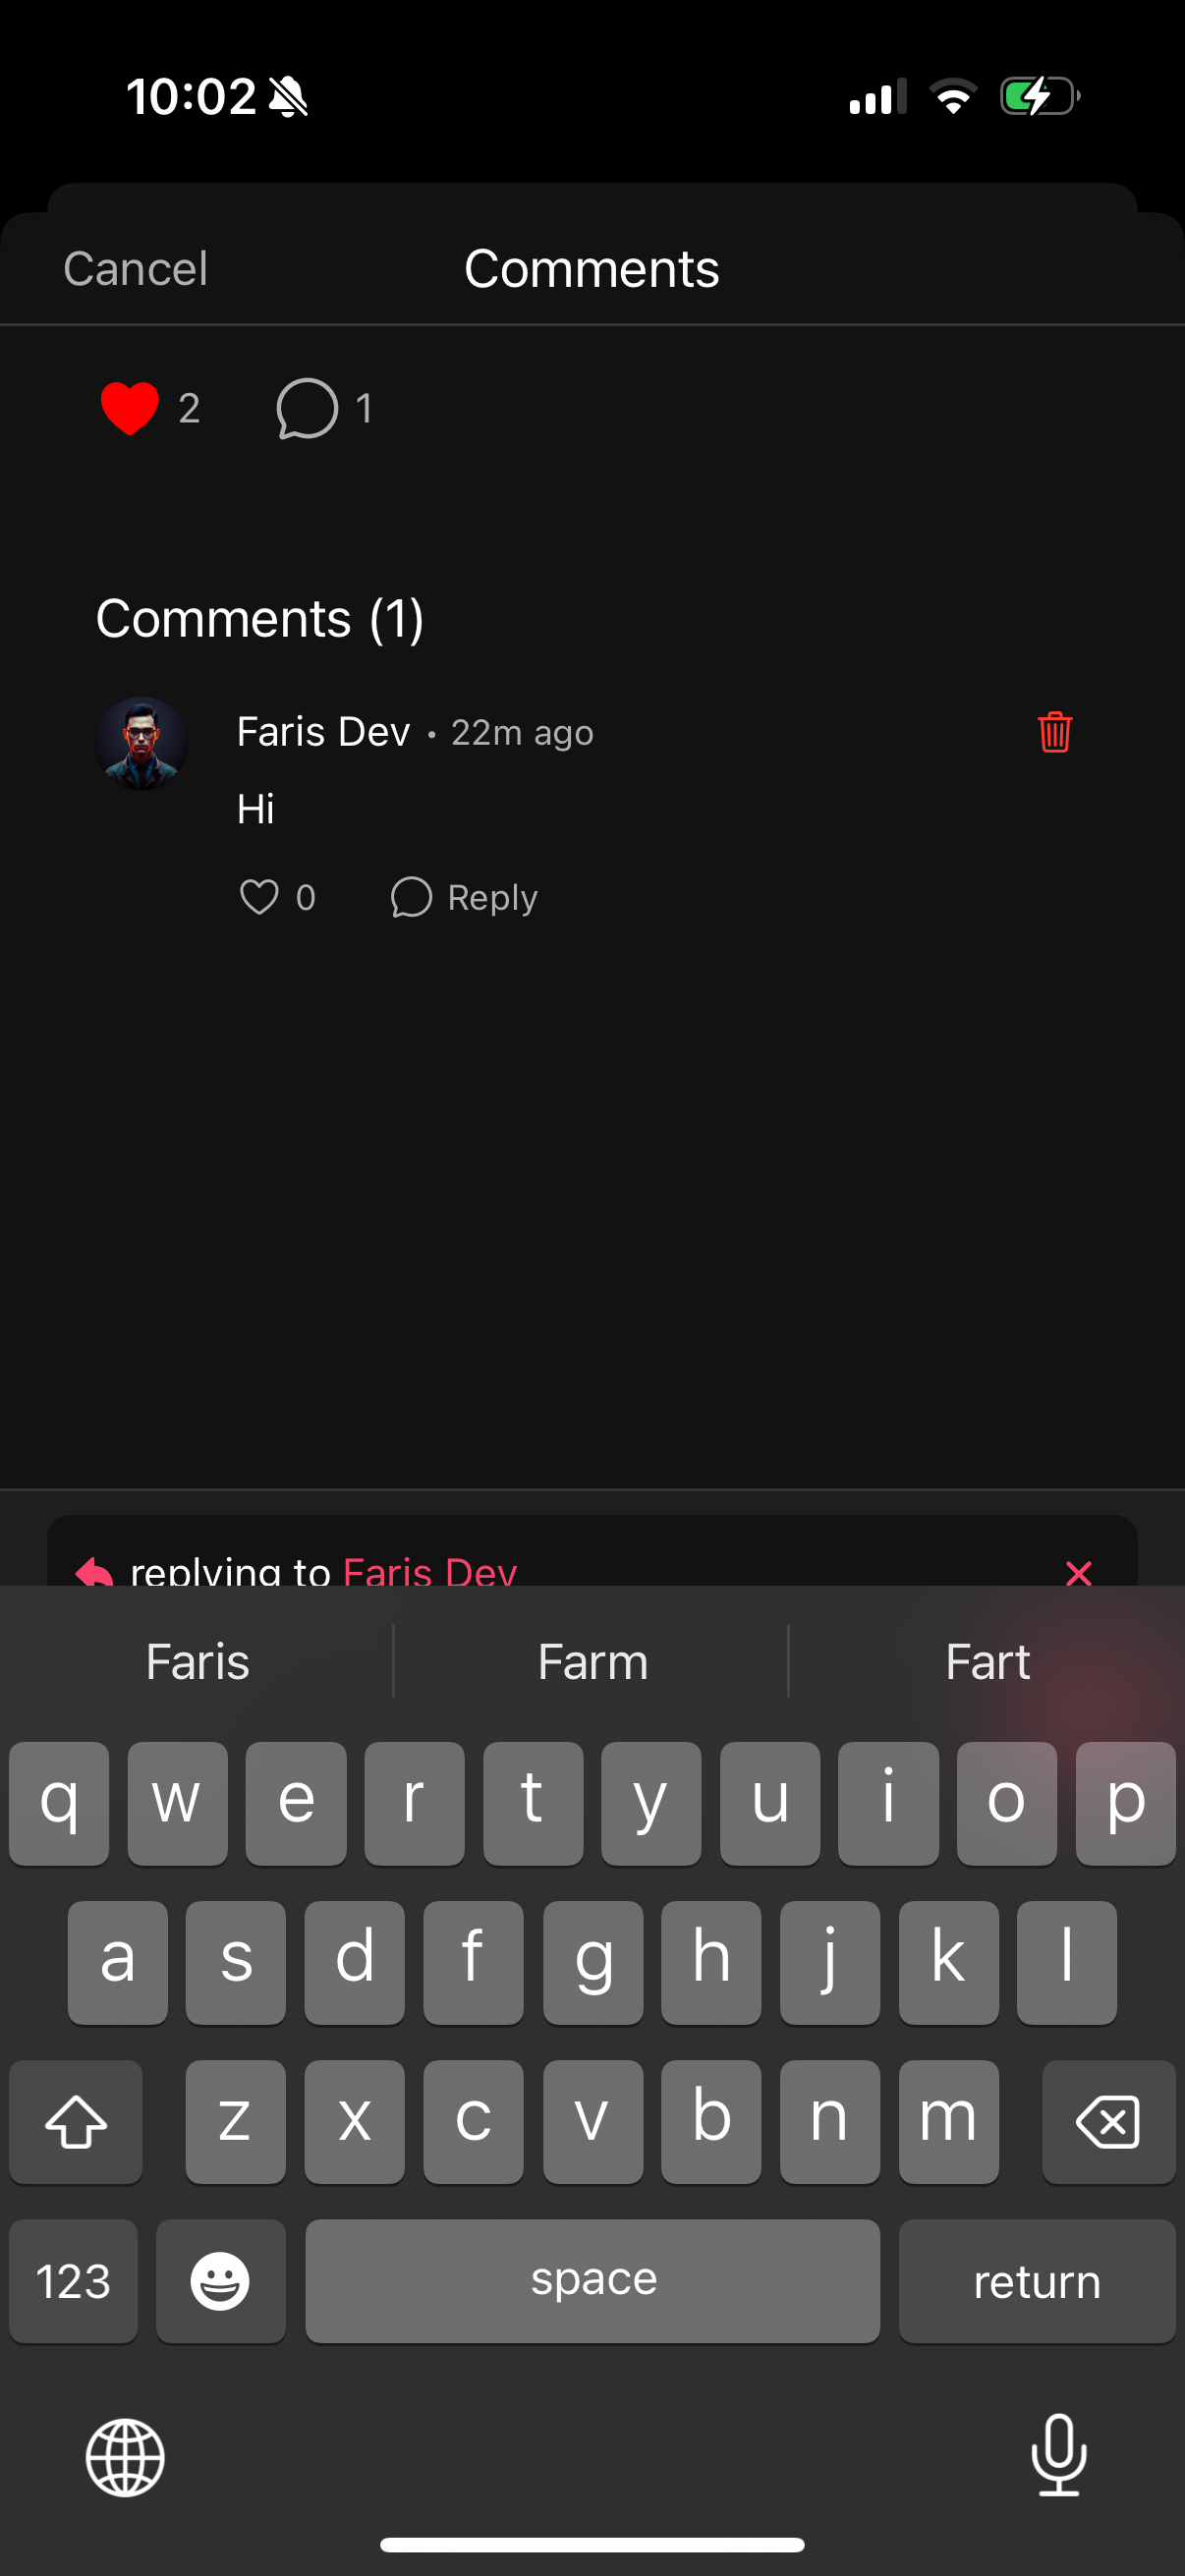 10:02
Cancel Comments
2 1
Comments (1)
Faris Dev • 22m ago
Hi
0 Reply
replying to Faris Dev ×
Faris Farm Fart
q w e r t y u i o p
a s d f g h j k l
z x c v b n m
123 space return